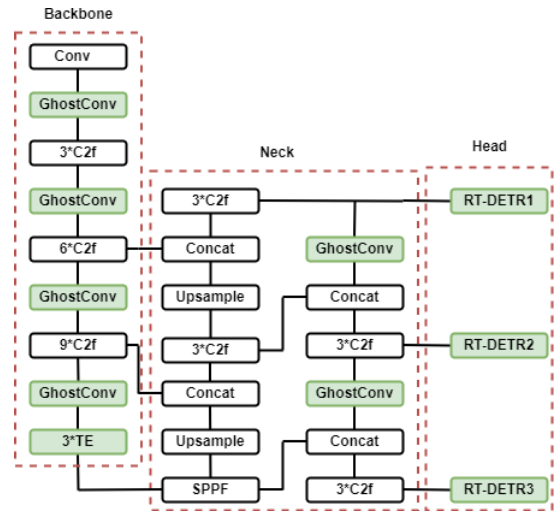 Backbone
Conv
GhostConv
3*C2f
GhostConv
6*C2f
GhostConv
9*C2f
GhostConv
3*TE
Neck
3*C2f
Concat
Upsample
3*C2f
Concat
Upsample
SPPF
GhostConv
Concat
3*C2f
GhostConv
Concat
3*C2f
Head
RT-DETR1
RT-DETR2
RT-DETR3